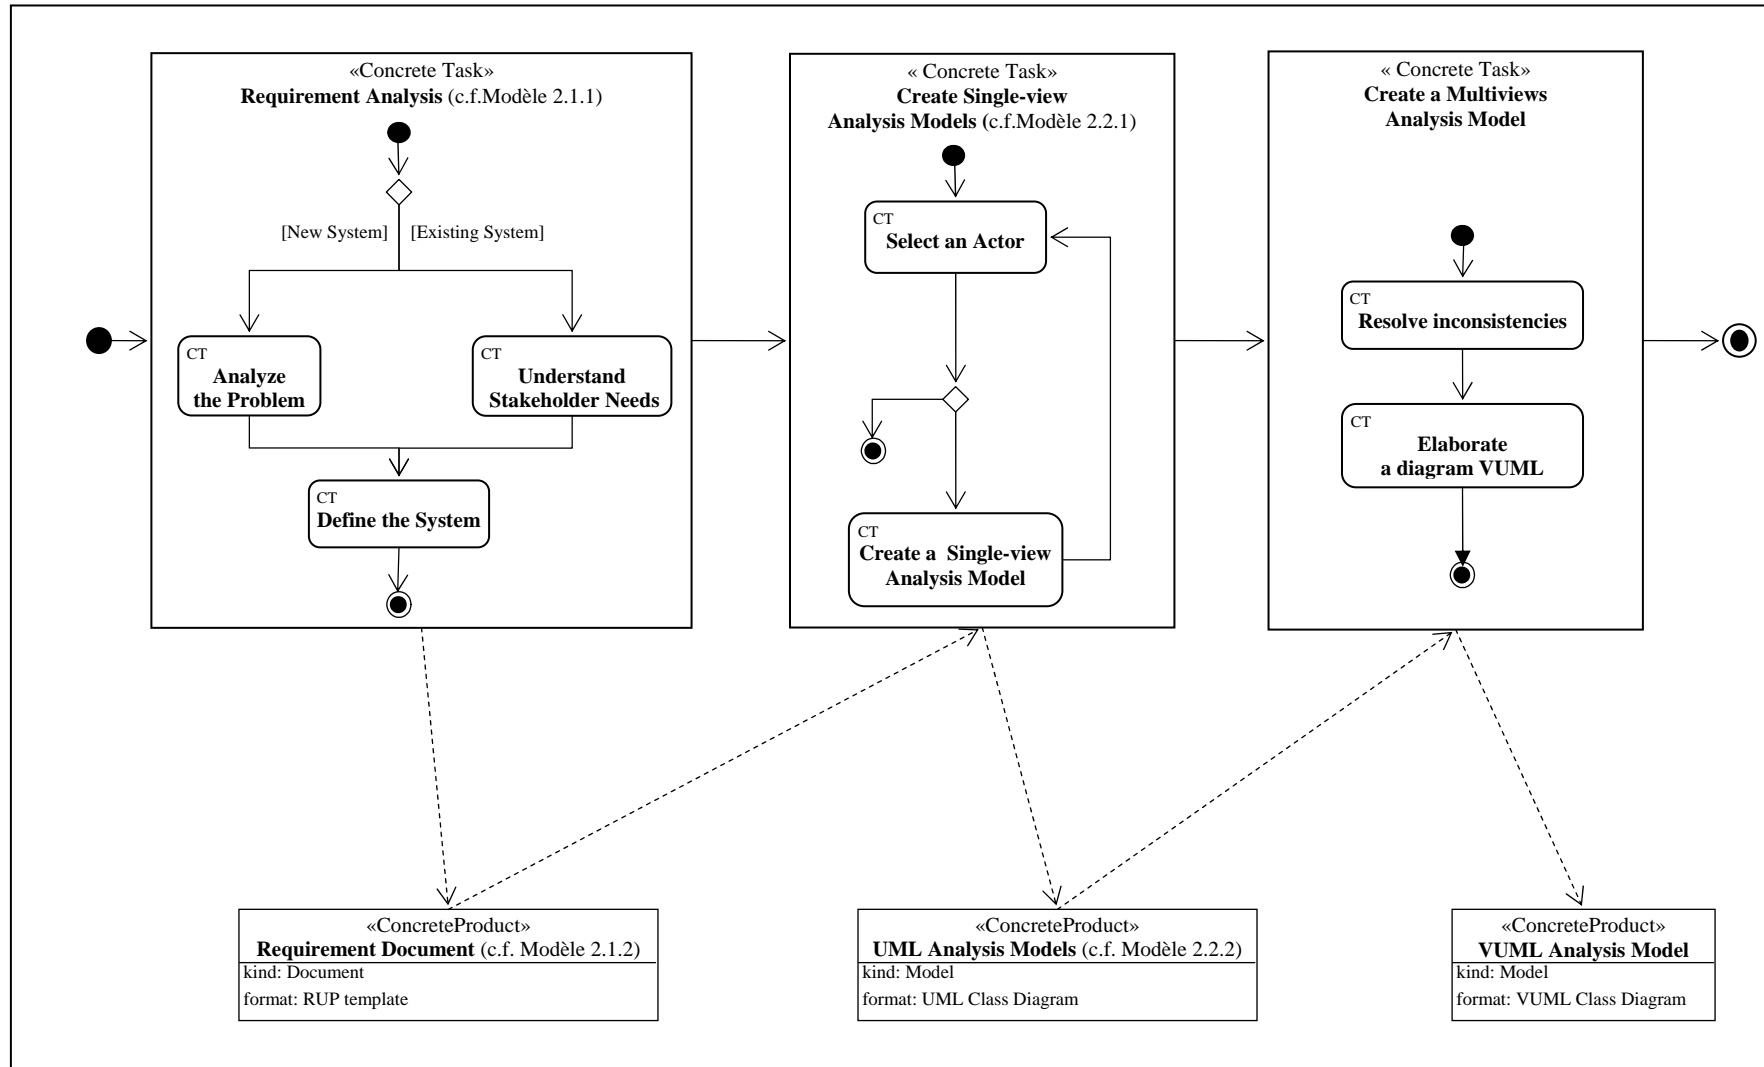 «Concrete Task»
Requirement Analysis (c.f.Modèle 2.1.1)
[New System]
[Existing System]
CT
Analyze
the Problem
CT
Understand
Stakeholder Needs
CT
Define the System
« Concrete Task»
Create Single-view
Analysis Models (c.f.Modèle 2.2.1)
CT
Select an Actor
CT
Create a  Single-view
Analysis Model
« Concrete Task»
Create a Multiviews
Analysis Model
CT
Resolve inconsistencies
CT
Elaborate
a diagram VUML
«ConcreteProduct»
Requirement Document (c.f. Modèle 2.1.2)
kind: Document
format: RUP template
«ConcreteProduct»
UML Analysis Models (c.f. Modèle 2.2.2)
kind: Model
format: UML Class Diagram
«ConcreteProduct»
VUML Analysis Model
kind: Model
format: VUML Class Diagram